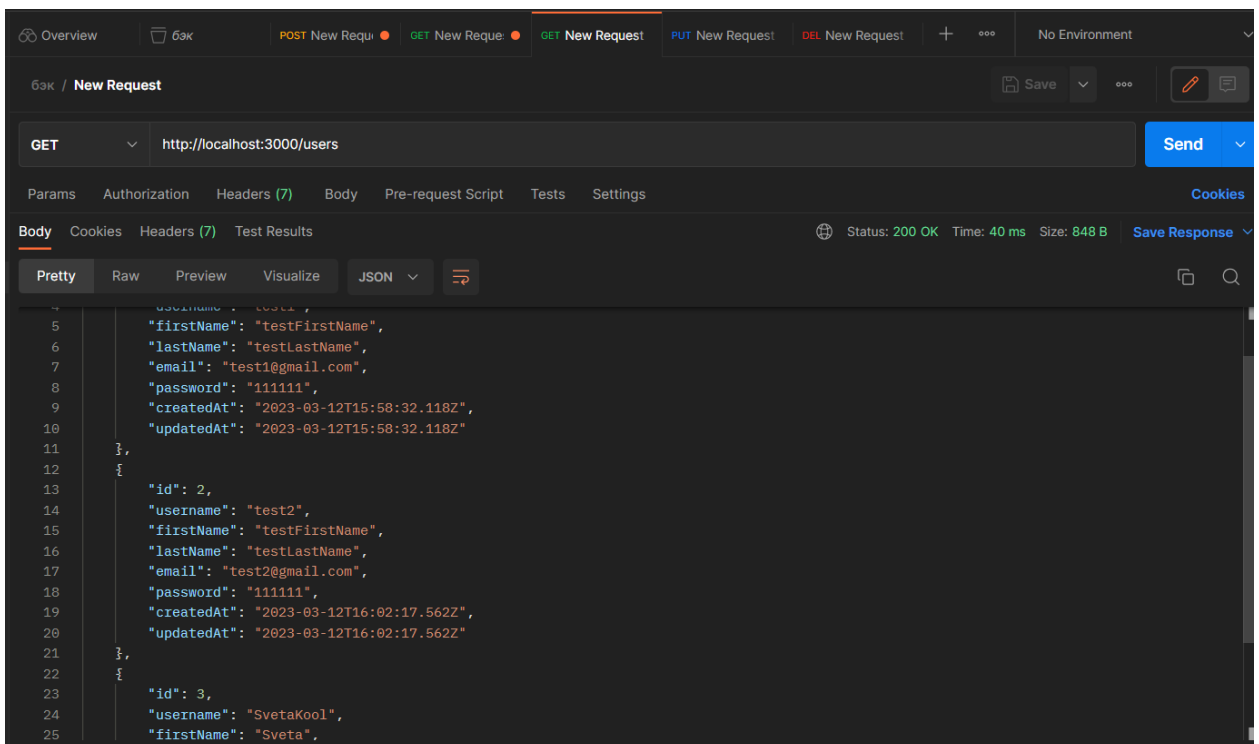 Overview бэк POST New Requ GET New Reque: GET New Request PUT New Request DEL New Request No Environment
бэк / New Request Save
GET http://localhost:3000/users Send
Params Authorization Headers (7) Body Pre-request Script Tests Settings Cookies
Body Cookies Headers (7) Test Results Status: 200 OK Time: 40 ms Size: 848 B Save Response
Pretty Raw Preview Visualize JSON
4 "username": "test1",
5 "firstName": "testFirstName",
6 "lastName": "testLastName",
7 "email": "test1@gmail.com",
8 "password": "111111",
9 "createdAt": "2023-03-12T15:58:32.118Z",
10 "updatedAt": "2023-03-12T15:58:32.118Z"
11 },
12 {
13 "id": 2,
14 "username": "test2",
15 "firstName": "testFirstName",
16 "lastName": "testLastName",
17 "email": "test2@gmail.com",
18 "password": "111111",
19 "createdAt": "2023-03-12T16:02:17.562Z",
20 "updatedAt": "2023-03-12T16:02:17.562Z"
21 },
22 {
23 "id": 3,
24 "username": "SvetaKool",
25 "firstName": "Sveta",